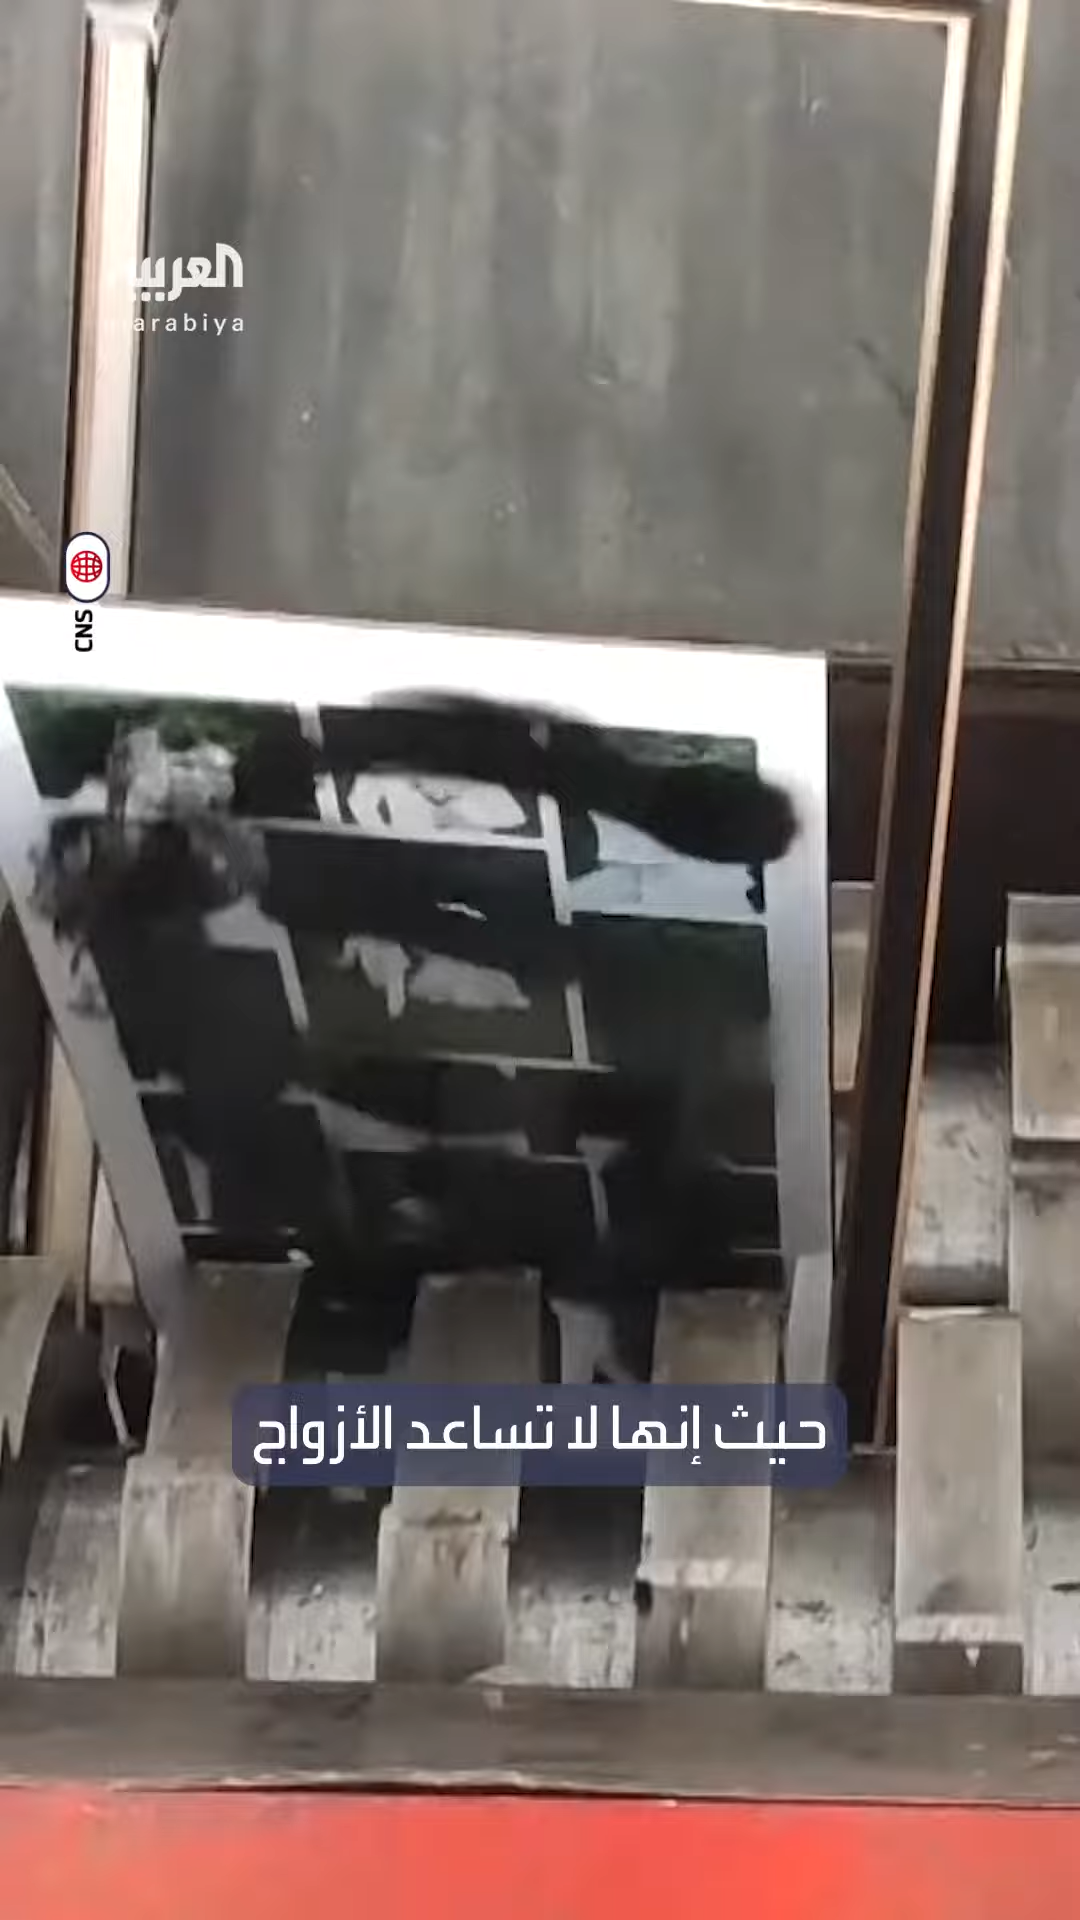 العربية
arabiya
CNS
حيث إنها لا تساعد الأزواج